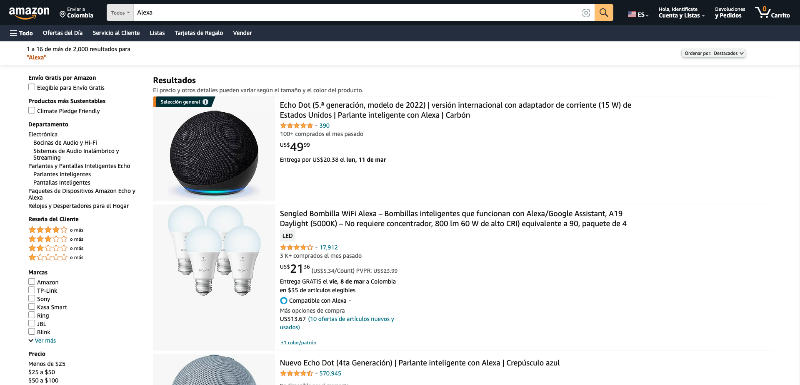 amazon
Enviar a
Colombia
Todos
Alexa
ES
Hola, Identifícate
Cuenta y Listas
Devoluciones
y Pedidos
0
Carrito
Todo
Ofertas del Día
Servicio al Cliente
Listas
Tarjetas de Regalo
Vender
1 a 16 de más de 2,000 resultados para
"Alexa"
Ordenar por: Destacados
Envío Gratis por Amazon
Elegible para Envío Gratis
Productos más Sustentables
Climate Pledge Friendly
Departamento
Electrónica
Bocinas de Audio y Hi-Fi
Sistemas de Audio Inalámbrico y
Streaming
Parlantes y Pantallas Inteligentes Echo
Parlantes Inteligentes
Pantallas Inteligentes
Paquetes de Dispositivos Amazon Echo y
Alexa
Relojes y Despertadores para el Hogar
Reseña del Cliente
o más
o más
o más
o más
Marcas
Amazon
TP-Link
Sony
Kasa Smart
Ring
JBL
Blink
Ver más
Precio
Menos de $25
$25 a $50
$50 a $100
Resultados
El precio y otros detalles pueden variar según el tamaño y el color del producto.
Selección general
Echo Dot (5.ª generación, modelo de 2022) | versión internacional con adaptador de corriente (15 W) de
Estados Unidos | Parlante inteligente con Alexa | Carbón
390
100+ comprados el mes pasado
US$49⁹⁹
Entrega por US$20.38 el lun, 11 de mar
Sengled Bombilla WiFi Alexa – Bombillas inteligentes que funcionan con Alexa/Google Assistant, A19
Daylight (5000K) – No requiere concentrador, 800 lm 60 W de alto CRI) equivalente a 90, paquete de 4
LED
17,912
3 K+ comprados el mes pasado
US$21³⁶ (US$5.34/Count) PVPR: US$23.99
Entrega GRATIS el vie, 8 de mar a Colombia
en $35 de artículos elegibles
Compatible con Alexa
Más opciones de compra
US$13.67 (10 ofertas de artículos nuevos y
usados)
+1 color/patrón
Nuevo Echo Dot (4ta Generación) | Parlante inteligente con Alexa | Crepúsculo azul
570,945